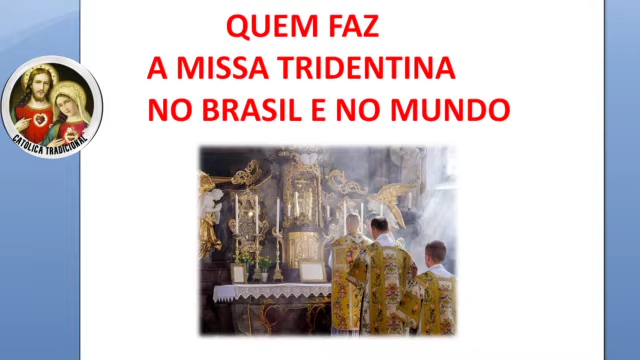 QUEM FAZ
A MISSA TRIDENTINA
NO BRASIL E NO MUNDO
CATÓLICA TRADICIONAL